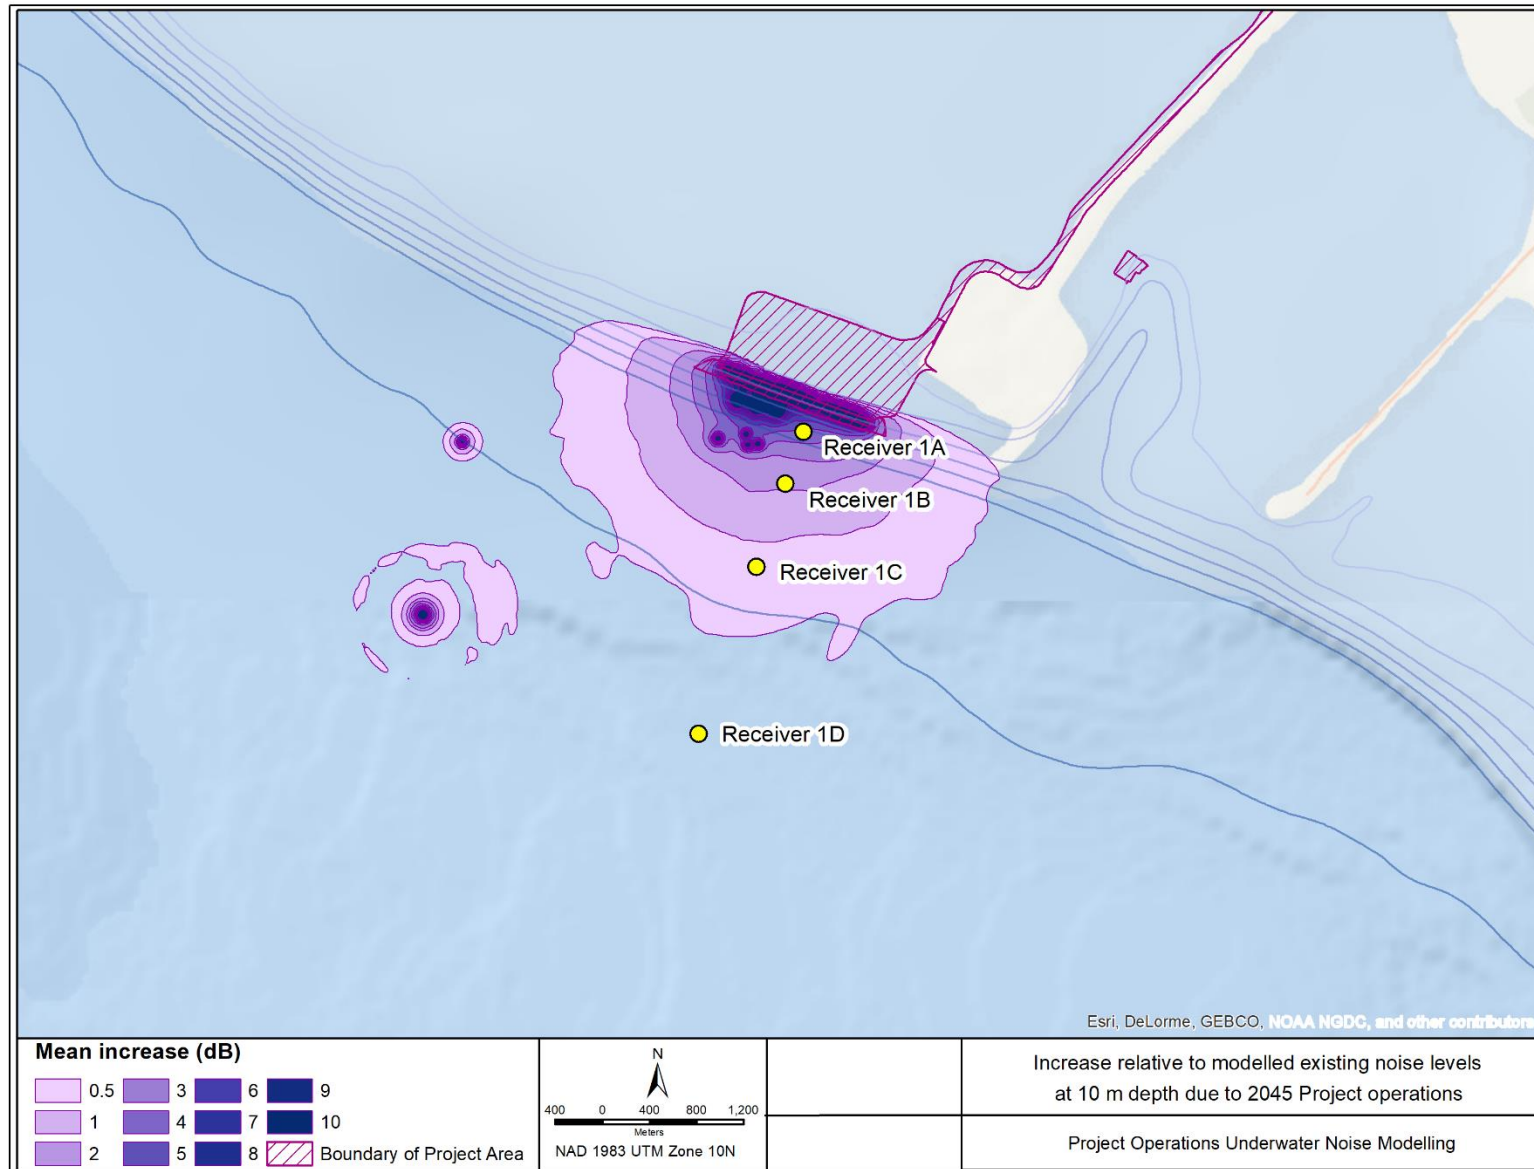 Receiver 1A
Receiver 1B
Receiver 1C
Receiver 1D
Esri, DeLorme, GEBCO, NOAA NGDC, and other contributors
Mean increase (dB)
0.5 3 6 9
1 4 7 10
2 5 8 Boundary of Project Area
N
400 0 400 800 1,200
Meters
NAD 1983 UTM Zone 10N
Increase relative to modelled existing noise levels
at 10 m depth due to 2045 Project operations
Project Operations Underwater Noise Modelling